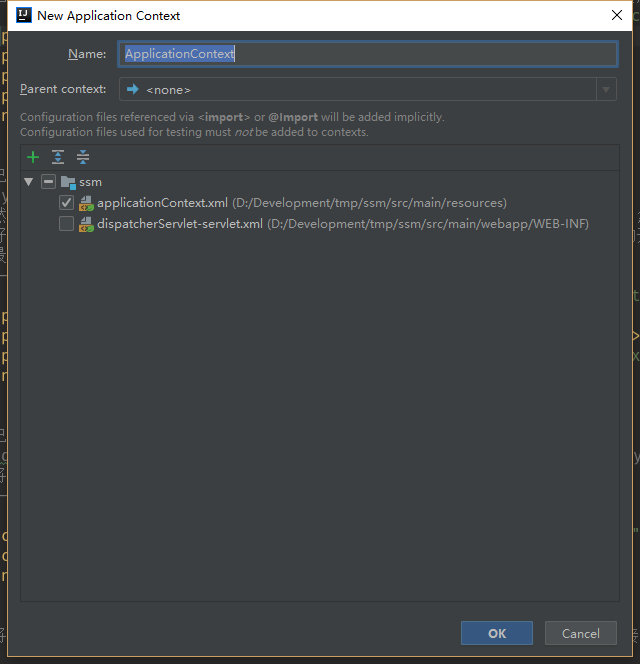 New Application Context
Name: ApplicationContext
Parent context: <none>
Configuration files referenced via <import> or @Import will be added implicitly.
Configuration files used for testing must not be added to contexts.
ssm
applicationContext.xml (D:/Development/tmp/ssm/src/main/resources)
dispatcherServlet-servlet.xml (D:/Development/tmp/ssm/src/main/webapp/WEB-INF)
OK Cancel